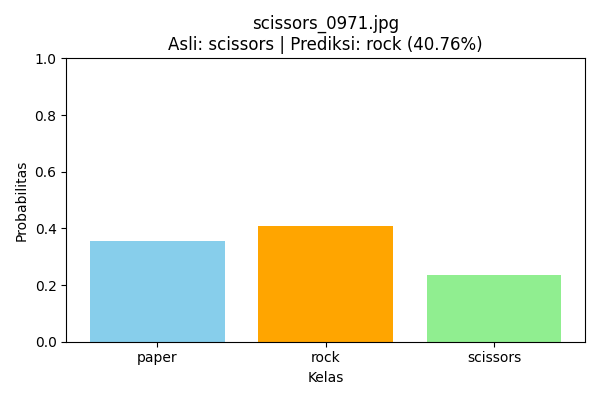 scissors_0971.jpg
Asli: scissors | Prediksi: rock (40.76%)
1.0
0.8
0.6
0.4
0.2
0.0
Probabilitas
paper
rock
scissors
Kelas